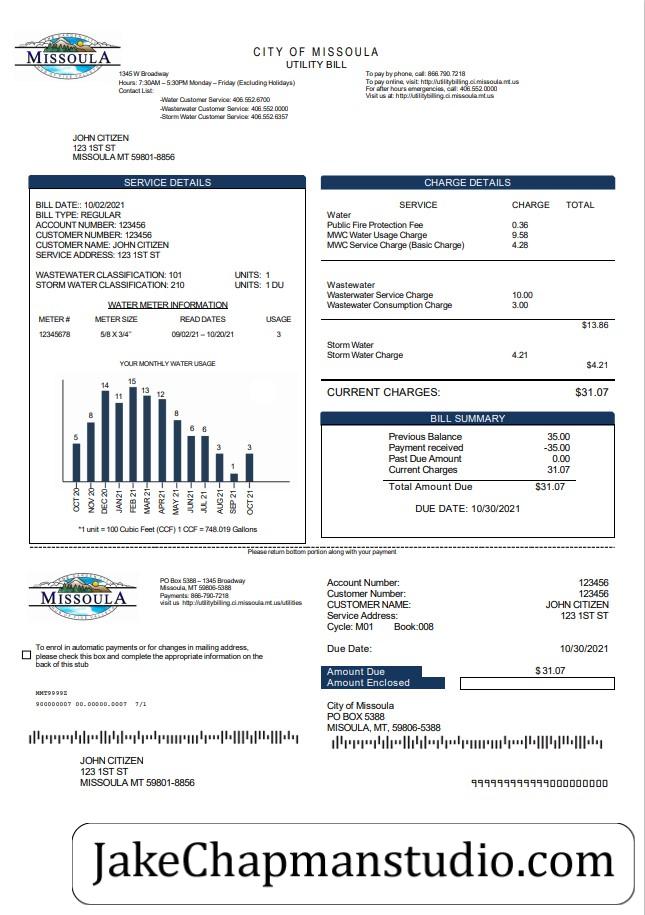 MISSOULA
CITY OF MISSOULA
UTILITY BILL
1345 W Broadway
Hours: 7:30AM – 5:30PM Monday – Friday (Excluding Holidays)
Contact List:
-Water Customer Service: 406.552.6700
-Wasterwater Customer Service: 406.552.0000
-Storm Water Customer Service: 406.552.6357
To pay by phone, call: 866.790.7218
To pay online, visit: http://utilitybilling.ci.missoula.mt.us
For after hours emergencies, call: 406.552.0000
Visit us at: http://utilitybilling.ci.missoula.mt.us
JOHN CITIZEN
123 1ST ST
MISSOULA MT 59801-8856
SERVICE DETAILS
BILL DATE:: 10/02/2021
BILL TYPE: REGULAR
ACCOUNT NUMBER: 123456
CUSTOMER NUMBER: 123456
CUSTOMER NAME: JOHN CITIZEN
SERVICE ADDRESS: 123 1ST ST
WASTEWATER CLASSIFICATION: 101 UNITS: 1
STORM WATER CLASSIFICATION: 210 UNITS: 1 DU
WATER METER INFORMATION
METER # METER SIZE READ DATES USAGE
12345678 5/8 X 3/4" 09/02/21 – 10/20/21 3
YOUR MONTHLY WATER USAGE
5 8 14 11 15 13 12 8 6 6 3 1 3
OCT 20 NOV 20 DEC 20 JAN 21 FEB 21 MAR 21 APR 21 MAY 21 JUN 21 JUL 21 AUG 21 SEP 21 OCT 21
*1 unit = 100 Cubic Feet (CCF) 1 CCF = 748.019 Gallons
CHARGE DETAILS
SERVICE CHARGE TOTAL
Water
Public Fire Protection Fee 0.36
MWC Water Usage Charge 9.58
MWC Service Charge (Basic Charge) 4.28
Wastewater
Wasterwater Service Charge 10.00
Wastewater Consumption Charge 3.00
$13.86
Storm Water
Storm Water Charge 4.21
$4.21
CURRENT CHARGES: $31.07
BILL SUMMARY
Previous Balance 35.00
Payment received -35.00
Past Due Amount 0.00
Current Charges 31.07
Total Amount Due $31.07
DUE DATE: 10/30/2021
Please return bottom portion along with your payment
MISSOULA
PO Box 5388 – 1345 Broadway
Missoula, MT 59806-5388
Payments: 866-790-7218
visit us http://utilitybilling.ci.missoula.mt.us/utilities
To enrol in automatic payments or for changes in mailing address,
please check this box and complete the appropriate information on the
back of this stub
MMT9999Z
900000007 00.00000.0007 7/1
JOHN CITIZEN
123 1ST ST
MISSOULA MT 59801-8856
Account Number: 123456
Customer Number: 123456
CUSTOMER NAME: JOHN CITIZEN
Service Address: 123 1ST ST
Cycle: M01 Book:008
Due Date: 10/30/2021
Amount Due $ 31.07
Amount Enclosed
City of Missoula
PO BOX 5388
MISOULA, MT, 59806-5388
JakeChapmanstudio.com